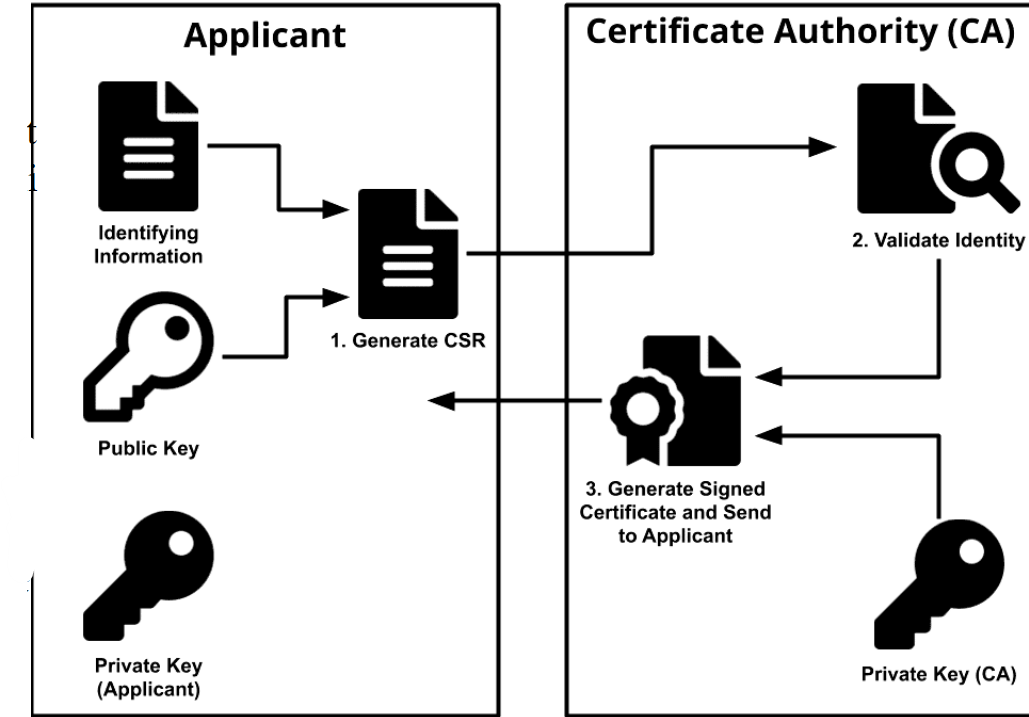 Applicant
Certificate Authority (CA)
t
i
Identifying
Information
1. Generate CSR
2. Validate Identity
Public Key
3. Generate Signed
Certificate and Send
to Applicant
Private Key
(Applicant)
Private Key (CA)